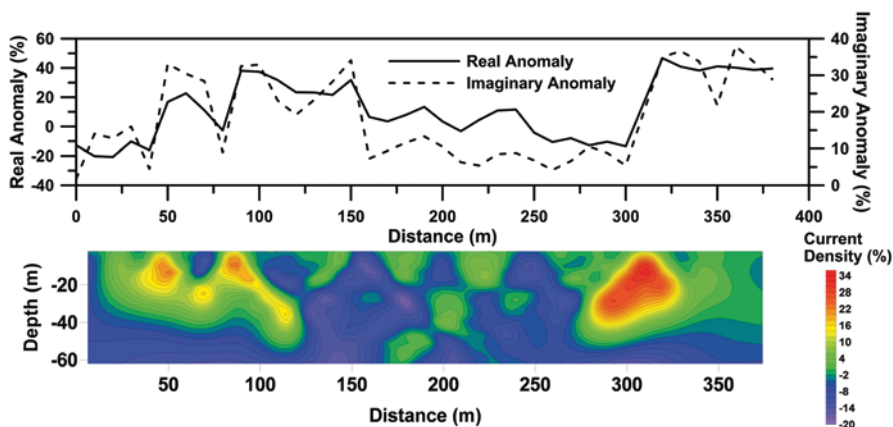 Real Anomaly (%)
60
40
20
0
-20
-40
Real Anomaly
Imaginary Anomaly
40
30
20
10
0
Imaginary Anomaly (%)
0 50 100 150 200 250 300 350 400
Distance (m)
Current
Density (%)
Depth (m)
-20
-40
-60
50 100 150 200 250 300 350
Distance (m)
34
28
22
16
10
4
-2
-8
-14
-20